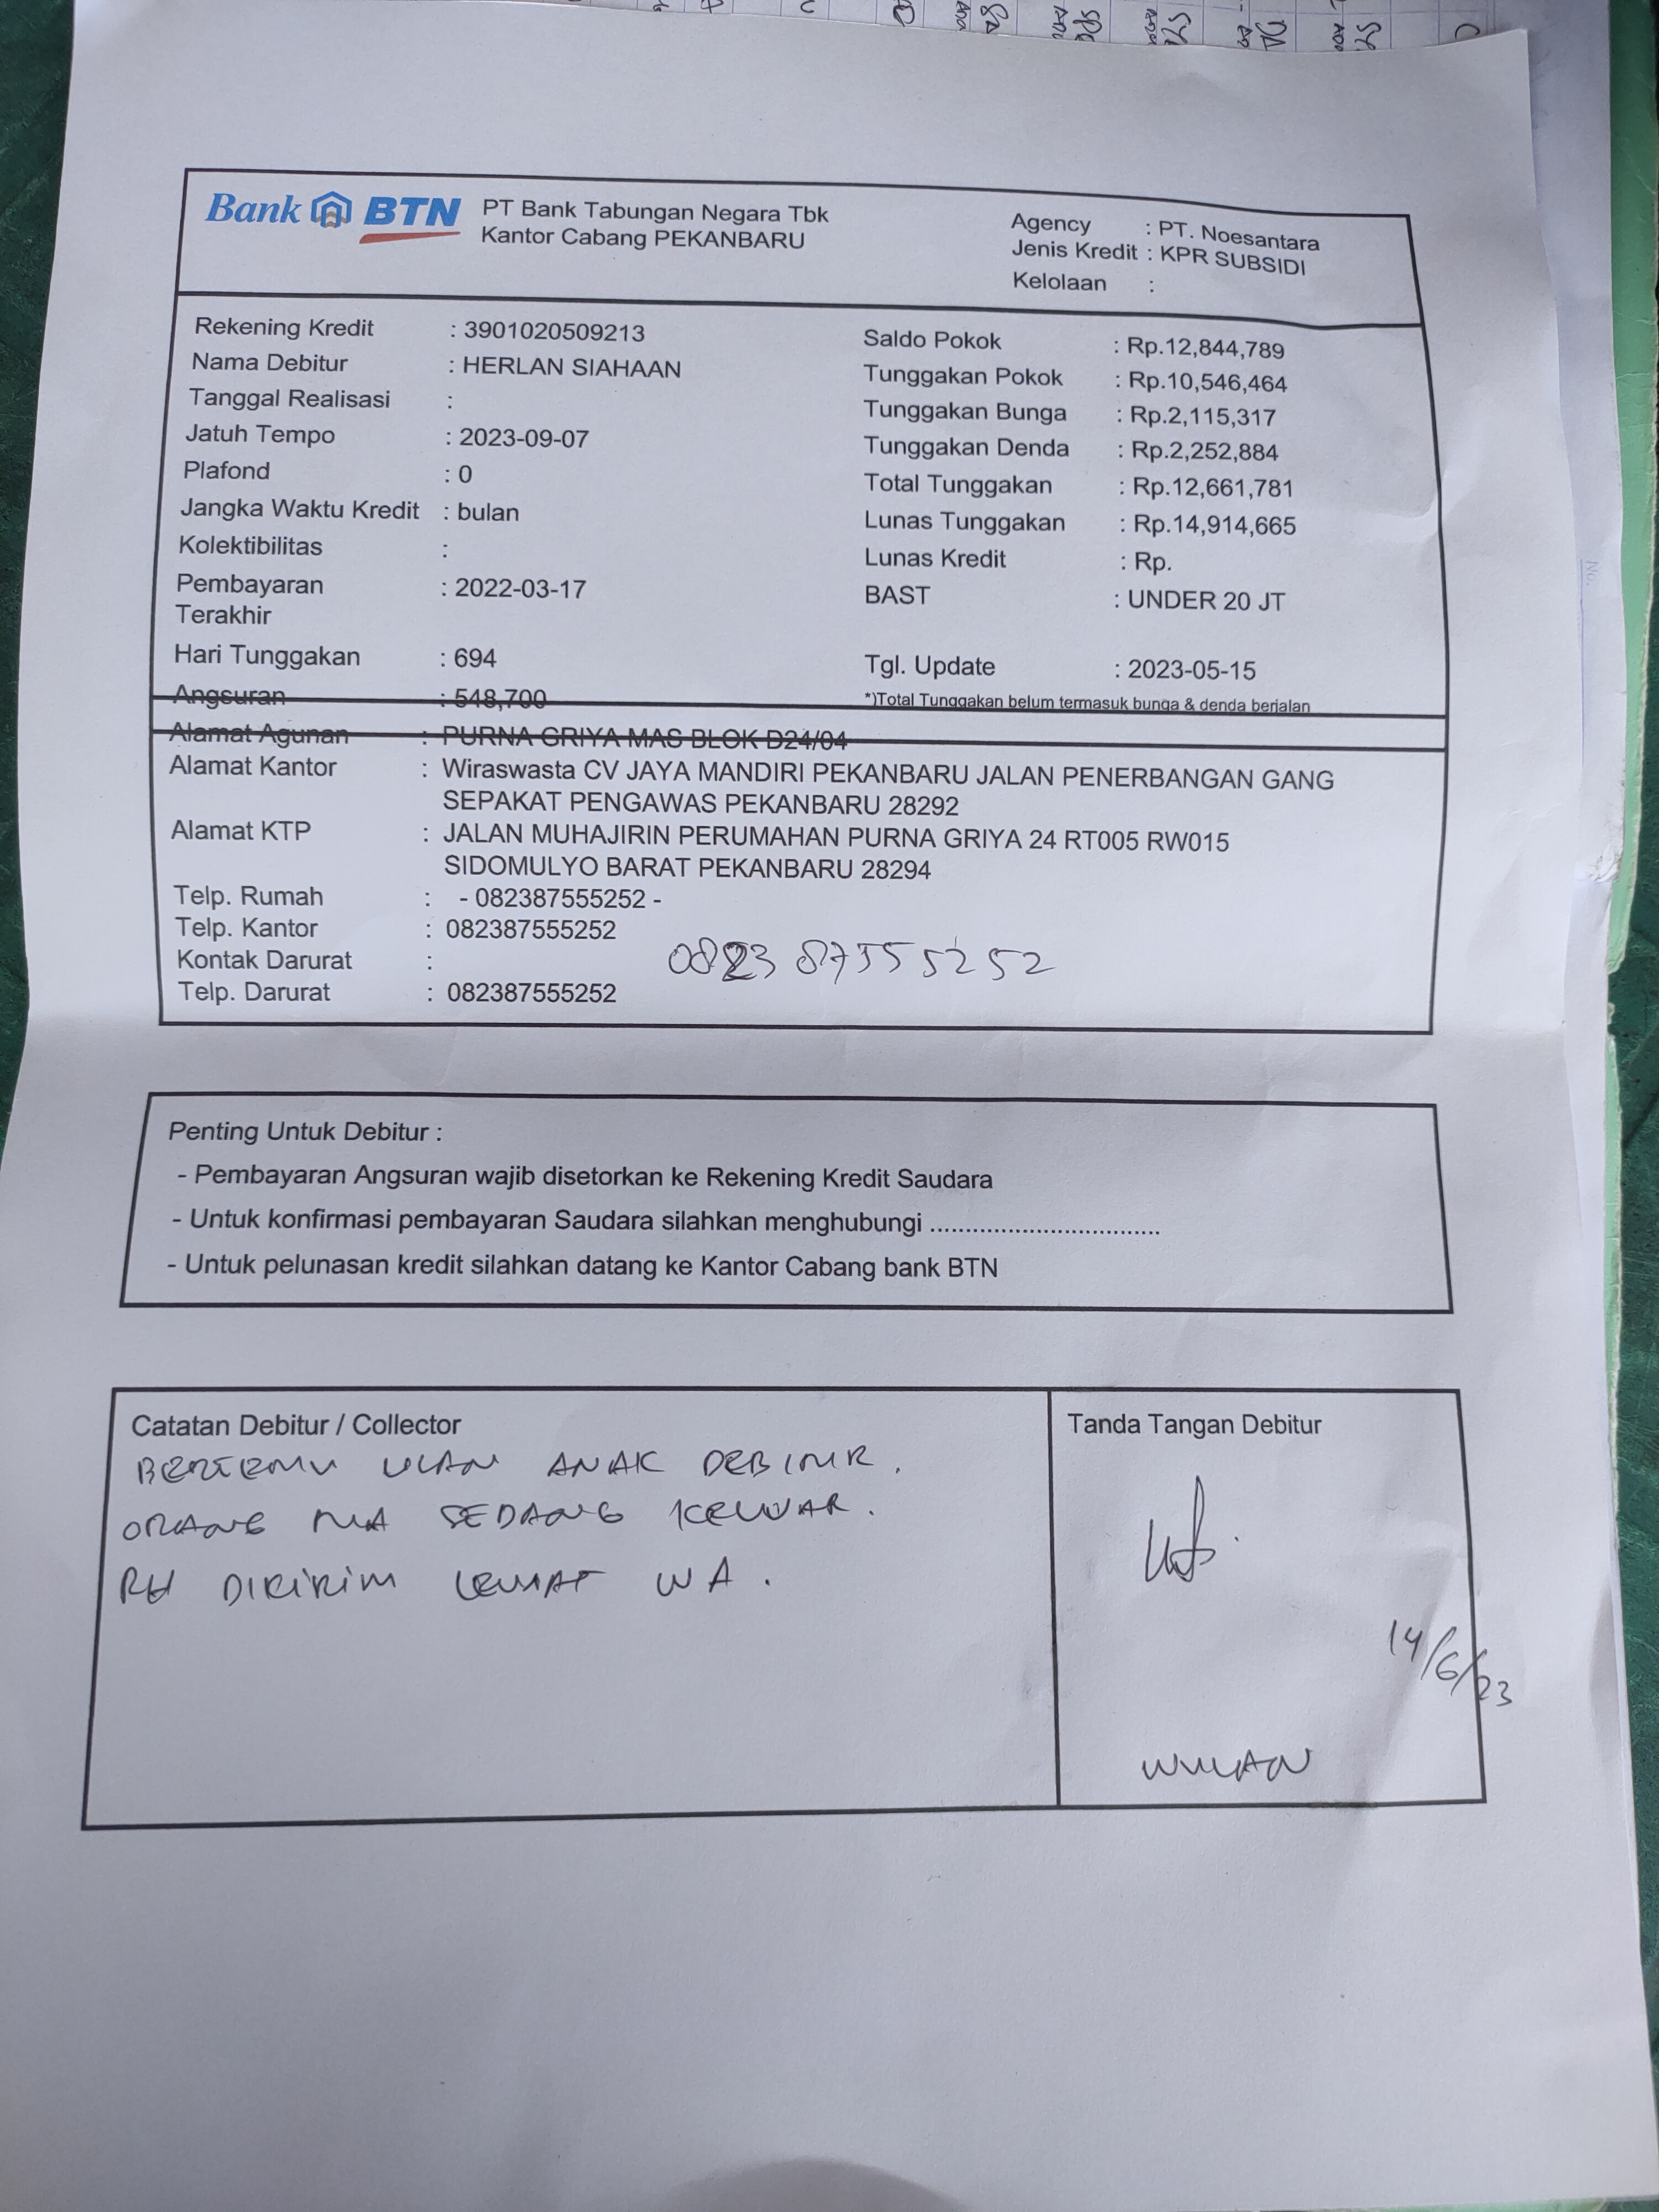 Bank BTN
PT Bank Tabungan Negara Tbk
Kantor Cabang PEKANBARU
Agency : PT. Noesantara
Jenis Kredit : KPR SUBSIDI
Kelolaan :
Rekening Kredit : 3901020509213
Nama Debitur : HERLAN SIAHAAN
Tanggal Realisasi :
Jatuh Tempo : 2023-09-07
Plafond : 0
Jangka Waktu Kredit : bulan
Kolektibilitas :
Pembayaran : 2022-03-17
Terakhir
Hari Tunggakan : 694
Angsuran : 548,700
Saldo Pokok : Rp.12,844,789
Tunggakan Pokok : Rp.10,546,464
Tunggakan Bunga : Rp.2,115,317
Tunggakan Denda : Rp.2,252,884
Total Tunggakan : Rp.12,661,781
Lunas Tunggakan : Rp.14,914,665
Lunas Kredit : Rp.
BAST : UNDER 20 JT
Tgl. Update : 2023-05-15
*)Total Tunggakan belum termasuk bunga & denda berjalan
Alamat Agunan : PURNA GRIYA MAS BLOK D24/04
Alamat Kantor : Wiraswasta CV JAYA MANDIRI PEKANBARU JALAN PENERBANGAN GANG
SEPAKAT PENGAWAS PEKANBARU 28292
Alamat KTP : JALAN MUHAJIRIN PERUMAHAN PURNA GRIYA 24 RT005 RW015
SIDOMULYO BARAT PEKANBARU 28294
Telp. Rumah : - 082387555252 -
Telp. Kantor : 082387555252
Kontak Darurat :
0823 87555252
Telp. Darurat : 082387555252
Penting Untuk Debitur :
- Pembayaran Angsuran wajib disetorkan ke Rekening Kredit Saudara
- Untuk konfirmasi pembayaran Saudara silahkan menghubungi ................................
- Untuk pelunasan kredit silahkan datang ke Kantor Cabang bank BTN
Catatan Debitur / Collector
BERTEMU ULAN ANAK DEBITUR.
ORANG TUA SEDANG KELUAR.
DIKIRIM LEWAT WA.
Tanda Tangan Debitur
14/6/23
WULAN